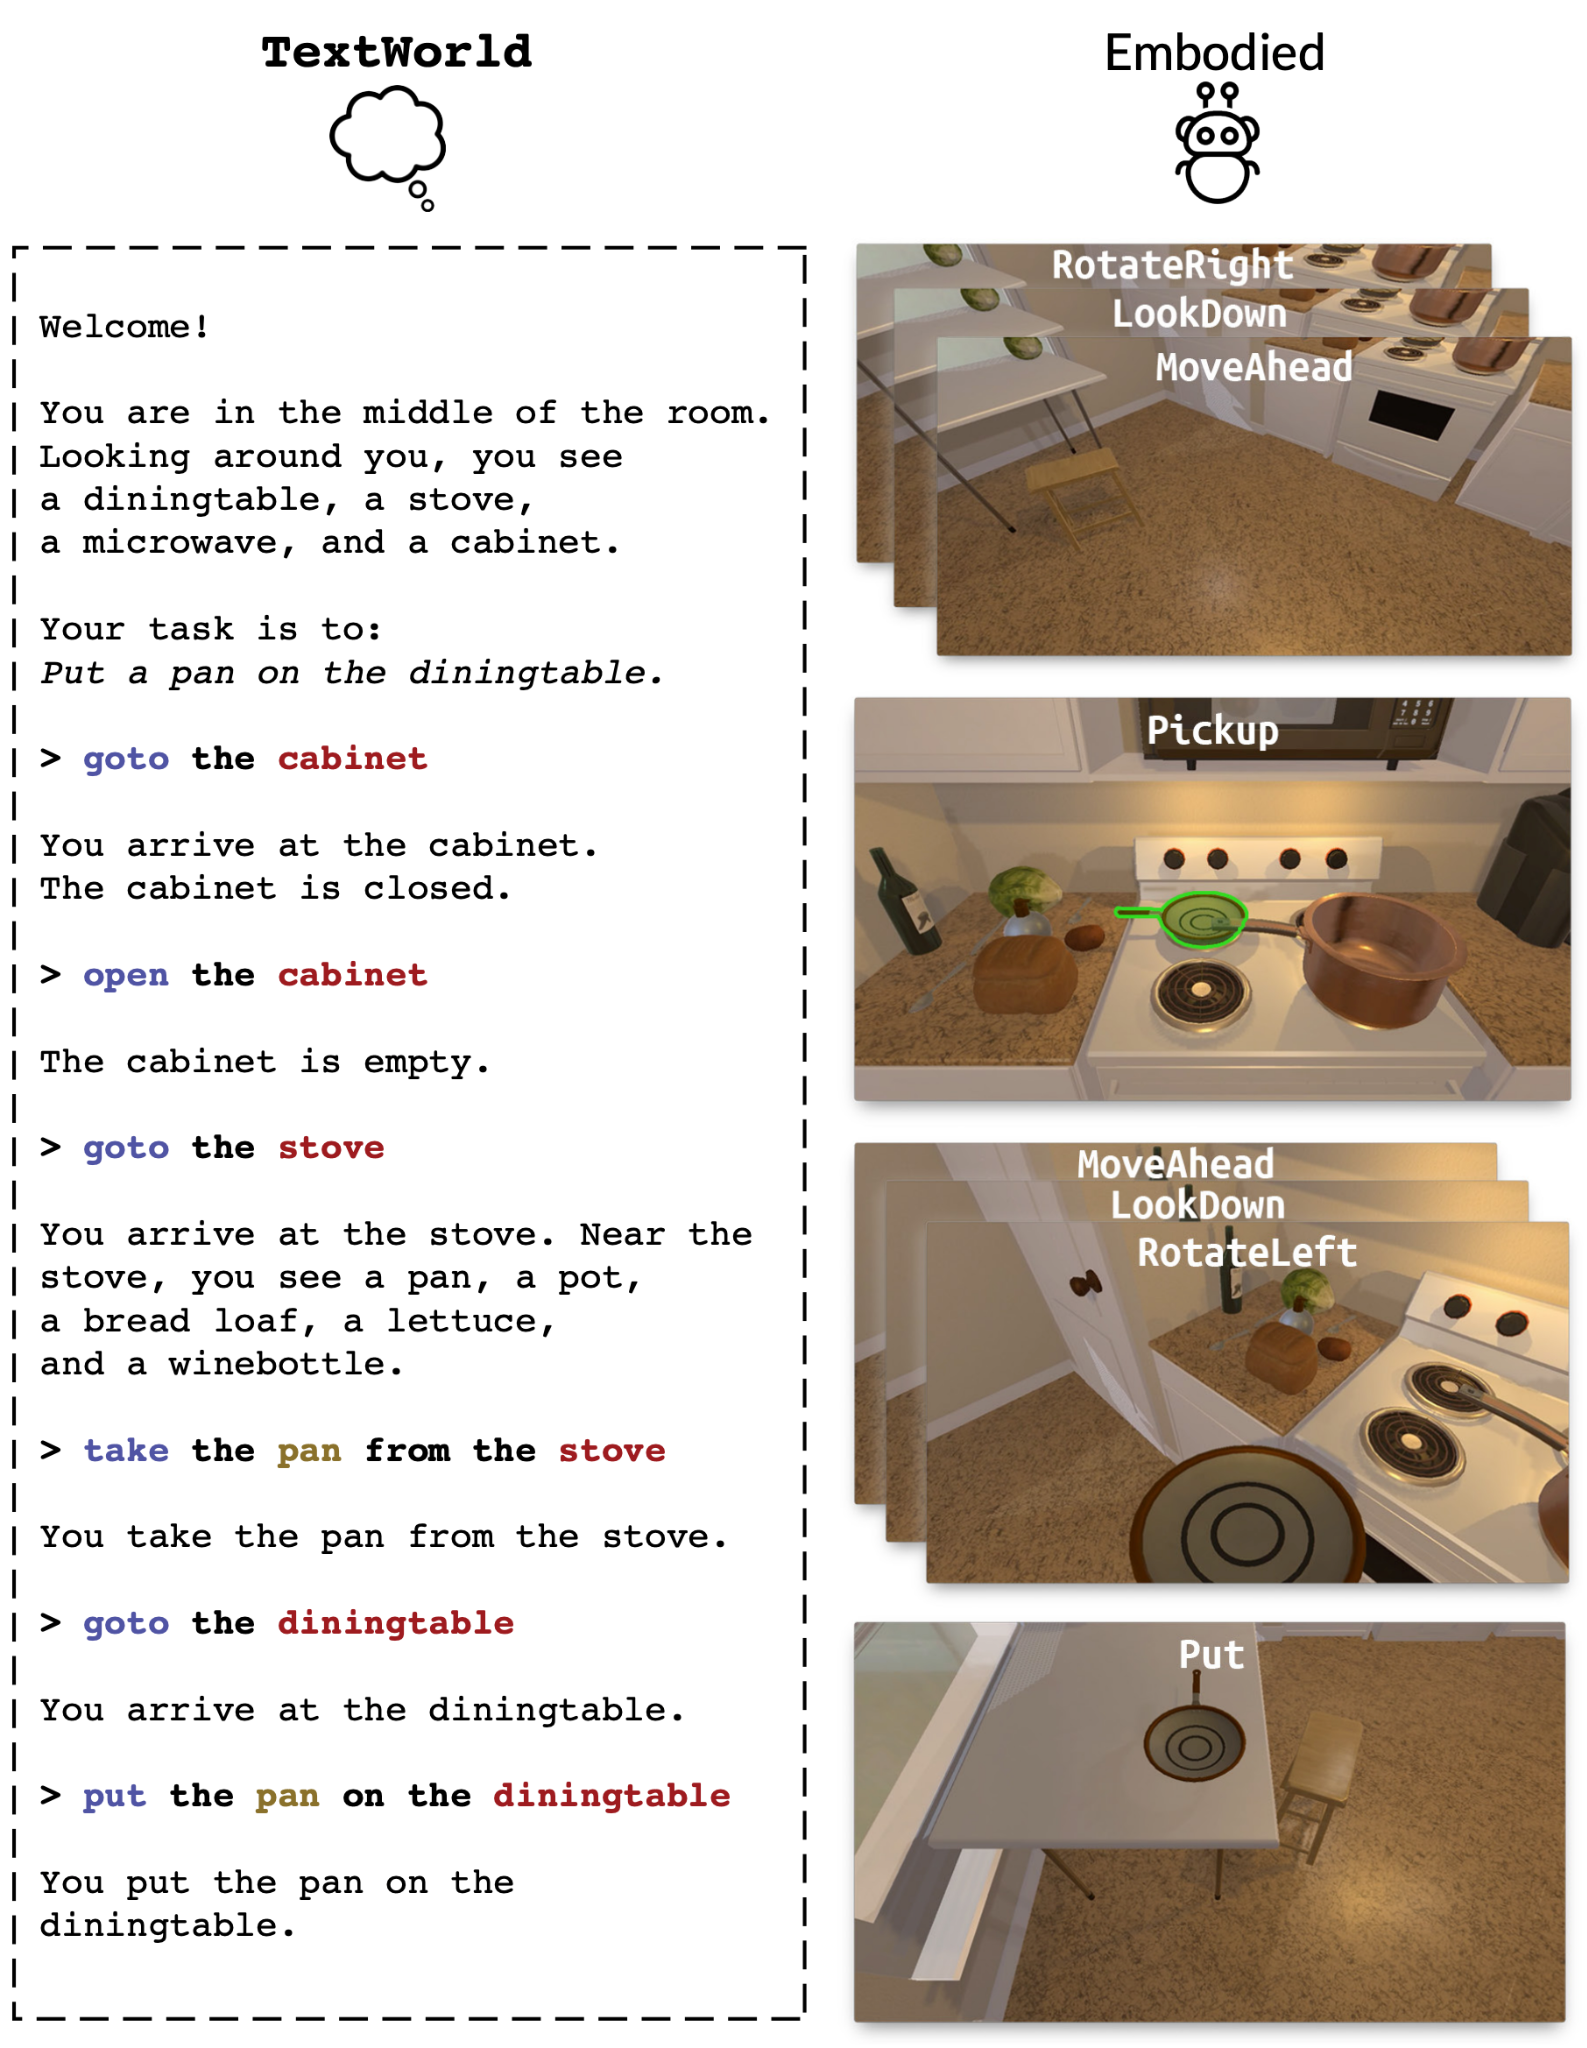 TextWorld
Welcome!
You are in the middle of the room.
Looking around you, you see
a diningtable, a stove,
a microwave, and a cabinet.
Your task is to:
Put a pan on the diningtable.
> goto the cabinet
You arrive at the cabinet.
The cabinet is closed.
> open the cabinet
The cabinet is empty.
> goto the stove
You arrive at the stove. Near the
stove, you see a pan, a pot,
a bread loaf, a lettuce,
and a winebottle.
> take the pan from the stove
You take the pan from the stove.
> goto the diningtable
You arrive at the diningtable.
> put the pan on the diningtable
You put the pan on the
diningtable.
Embodied
RotateRight
LookDown
MoveAhead
Pickup
MoveAhead
LookDown
RotateLeft
Put